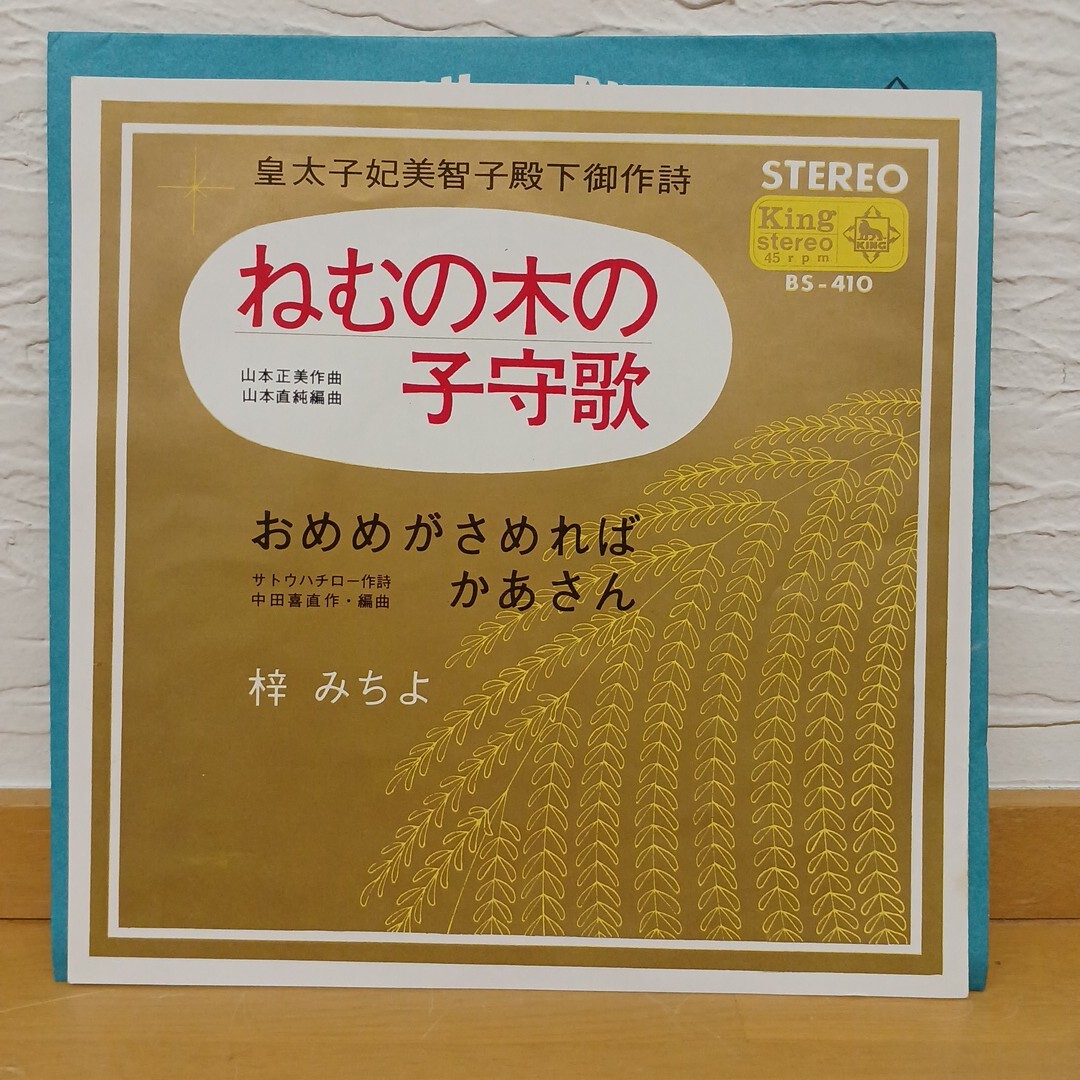 皇太子妃美智子殿下御作詩
STEREO
King
stereo
45 rpm
KING
BS-410
ねむの木の
子守歌
山本正美作曲
山本直純編曲
おめめがさめれば
かあさん
サトウハチロー作詩
中田喜直作・編曲
梓 みちよ